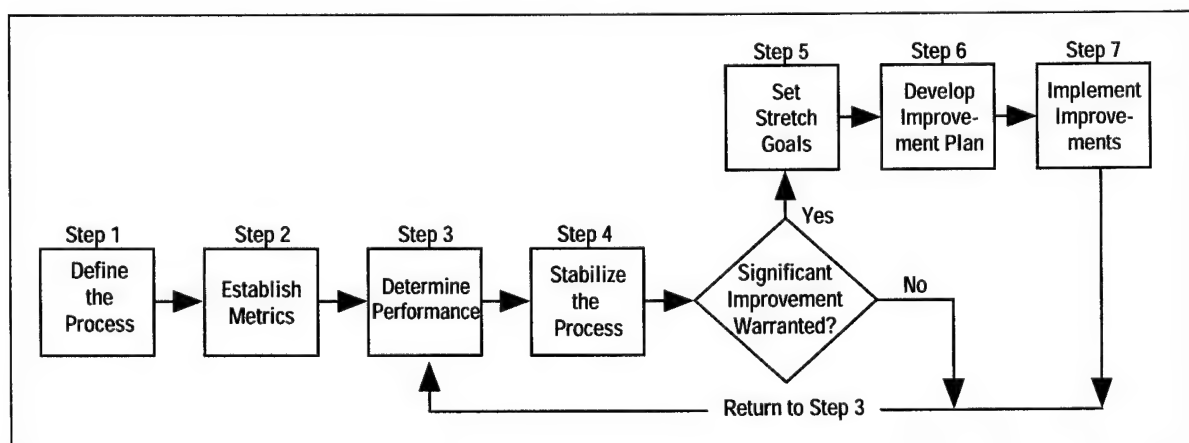 Step 1
Define
the
Process
Step 2
Establish
Metrics
Step 3
Determine
Performance
Step 4
Stabilize
the
Process
Significant
Improvement
Warranted?
Yes
No
Step 5
Set
Stretch
Goals
Step 6
Develop
Improve-
ment Plan
Step 7
Implement
Improve-
ments
Return to Step 3